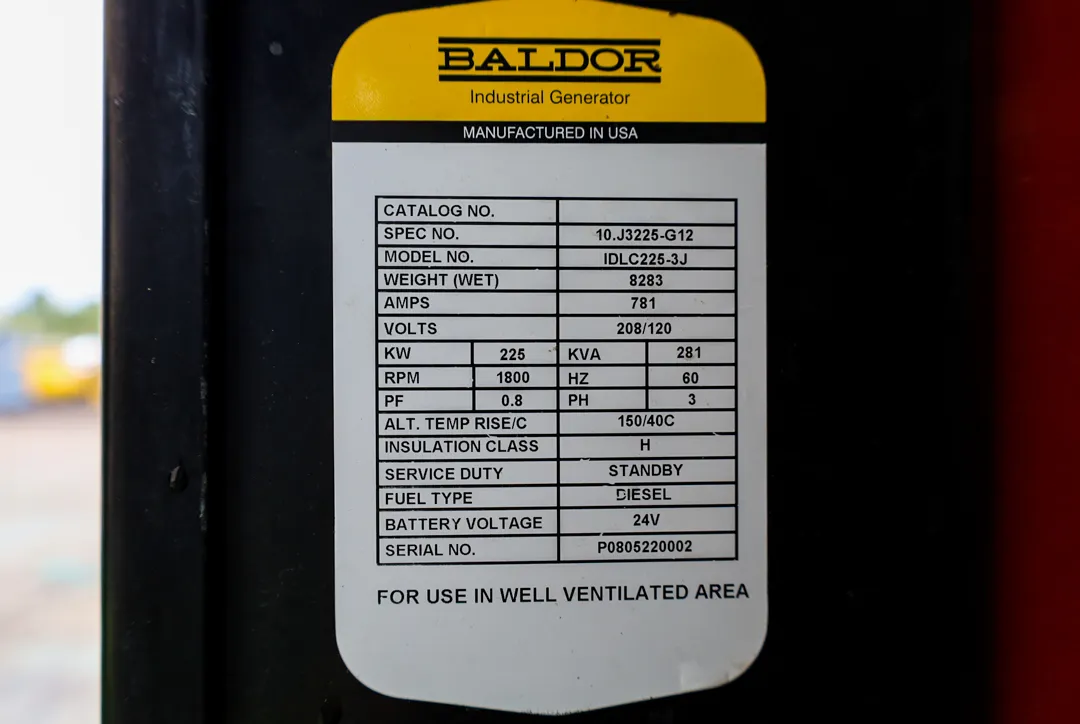 BALDOR
Industrial Generator
MANUFACTURED IN USA
CATALOG NO.
SPEC NO. 10.J3225-G12
MODEL NO. IDLC225-3J
WEIGHT (WET) 8283
AMPS 781
VOLTS 208/120
KW 225 KVA 281
RPM 1800 HZ 60
PF 0.8 PH 3
ALT. TEMP RISE/C 150/40C
INSULATION CLASS H
SERVICE DUTY STANDBY
FUEL TYPE DIESEL
BATTERY VOLTAGE 24V
SERIAL NO. P0805220002
FOR USE IN WELL VENTILATED AREA